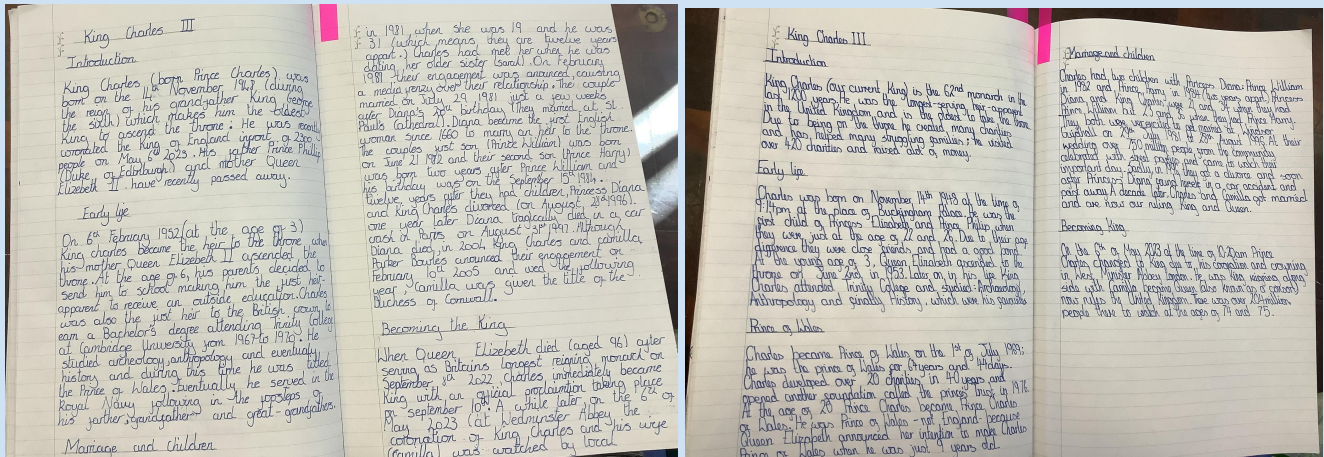 King Charles III
Introduction
King Charles (born Prince Charles) was
born on the 14th November 1948 (during
the reign of his grandfather King George
the sixth) which makes him the oldest
King to ascend the throne. He was recently
coronated the King of England infront of 2200
people on May 6th 2023. His father Prince Phillip
(Duke of Edinburgh) and mother Queen
Elizebeth II have recently passed away.
Early life
On 6th February 1952 (at the age of 3)
King charles became the heir to the throne when
his mother Queen Elizebeth II ascended the
throne. At the age of 6, his parents decided to
send him to school making him the first heir-
apparent to receive an outside education. Charles
was also the first heir to the British crown to
earn a Bachelor's degree attending Trinity College
at Cambridge University from 1967 to 1970. He
studied archeology, anthropology and eventually
history and during this time he was titled
the Prince of Wales. Eventually, he served in the
Royal Navy following in the footsteps of
his father, grandfather and great-grandfathers.
Marriage and children
in 1981, when she was 19 and he was
31 (which means, they are twelve years
appart.) Charles had met her when he was
dating her older sister (Sarah). On February
1981 their engagement was anounced, causing
a media frenzy over their relationship. The couple
married on July 29, 1981 just a few weeks
after Diana's 20th birthday (they married at St.
Paul's Cathedral). Diana became the first English
woman since 1660 to marry an heir to the throne.
The couples first son (Prince William) was born
on June 21 1982 and their second son (Prince Harry)
was born two years after Prince William and
his birthday was on the September 15th 1984.
twelve years after they had children, Princess Diana
and King Charles divorced (on August, 28th 1996).
one year later Diana tragically died in a car
crash in Paris on August 31st 1997. Although
Diana died, in 2004 King Charles and camilla
Parker Bowles anounced their engagement on
february 10th 2005 and wed the following
year, Camilla was given the title of the
Duchess of Cornwall.
Becoming the King
When Queen Elizebeth died (aged 96) after
serving as Britains longest reigning monarch on
September, 8th 2022, Charles immediately became
King with an official proclaimtion taking place
on september 10th. A while later, on the 6th of
May 2023 (at Wedminster Abbey) the
coronation of King Charles and his wife
(Camilla) was watched by local
King Charles III
Introduction
King Charles (our current King) is the 62nd monarch in the
last 1200 years. He was the longest-serving heir-apparent
in the United Kingdom, and is the oldest to take the throne.
Due to being on the throne he created, many charities
and has, helped many struggling families: he visited
over 420 charities and raised alot of money.
Early life
Charles was born on November 14th 1948 at the time of
9:14pm at the place of Buckingham Palace. He was the
first child of Princess Elizabeth and Prince Philip when
they were just at the age of 22 and 26. Due to their age
difference they were close friends and had a good bond.
At the young age of 3, Queen Elizabeth ascended to the
throne on June 2nd in 1953. Later on, in his life King
Charles attended Trinity College and studied: Archaeology,
Anthropology and finally History, which were his favourites
Prince of Wales
Charles became Prince of Wales on the 1st of July 1969:
he was the prince of Wales for 64 years and 44 days.
Charles developed over 20 charities in 40 years and
opened another foundation called the princes trust in 1976.
At the age of 20 Prince Charles became Prince Charles
of Wales. He was Prince of Wales - not England - because
Queen Elizabeth announced her intention to make Charles
Prince of Wales when he was just 9 years old.
Marriage and children
Charles had two children with Princess Diana: Prince William
in 1982 and Prince Harry in 1984 (two years apart). Princess
Diana and King Charles were 21 and 34 when they had
Prince and 23 and 36 when they had Prince Harry.
They both were to get married at Windsor
Guildhall on 29th July 1981 of 28th August 1996. At their
wedding over 750 million people from the community
celebrated with street parties and came to watch their
important day. Sadly in 1996 they got a divorce and soon
after Princess Diana found herself in a car accident and
past away. A decade later, Charles and Camilla got married
and are now our ruling King and Queen.
Becoming King
On the 6th of May 2023 at the time of Prince
Charles to King for his and crowning
in West Minister Abbey London. He was King along
side with Camilla became Queen also known as (Queen consort)
now rules the United Kingdom. There was over 20.4 million
people there to watch at the ages of 74 and 75.